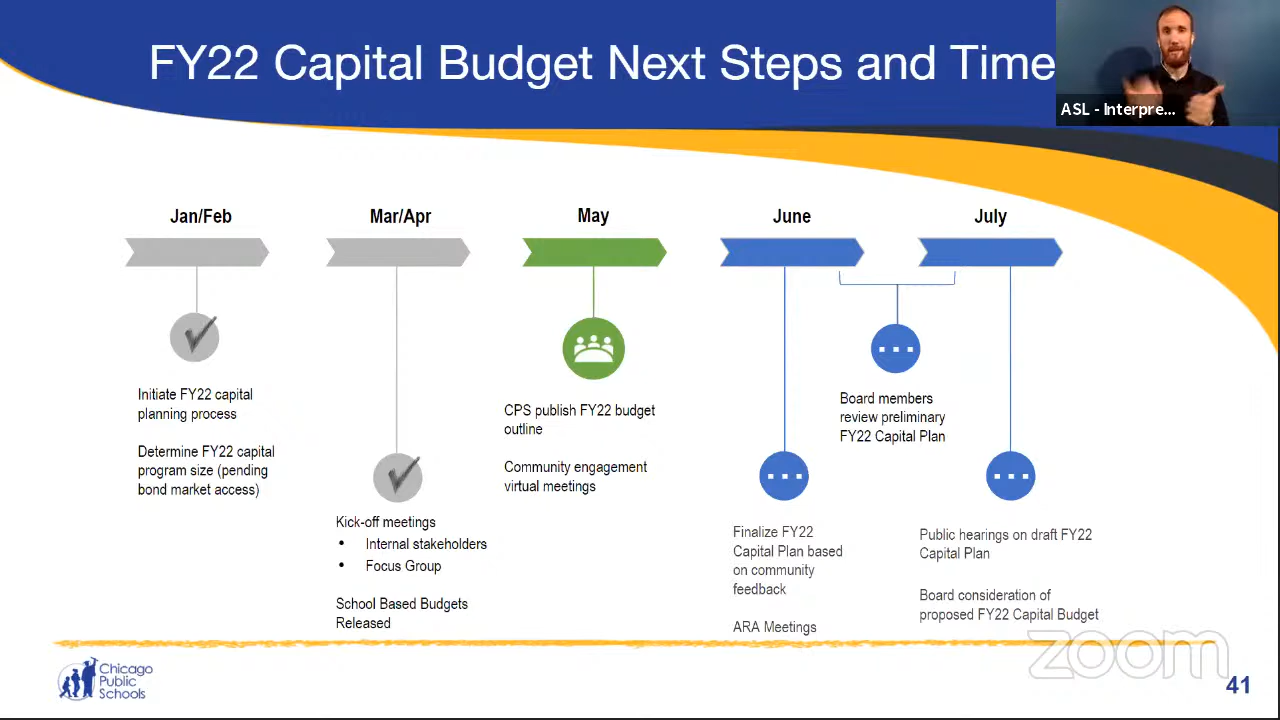 FY22 Capital Budget Next Steps and Time
ASL - Interpre...
Jan/Feb
Mar/Apr
May
June
July
Initiate FY22 capital
planning process
Determine FY22 capital
program size (pending
bond market access)
Kick-off meetings
• Internal stakeholders
• Focus Group
School Based Budgets
Released
CPS publish FY22 budget
outline
Community engagement
virtual meetings
Finalize FY22
Capital Plan based
on community
feedback
ARA Meetings
Board members
review preliminary
FY22 Capital Plan
Public hearings on draft FY22
Capital Plan
Board consideration of
proposed FY22 Capital Budget
Chicago
Public
Schools
zoom
41